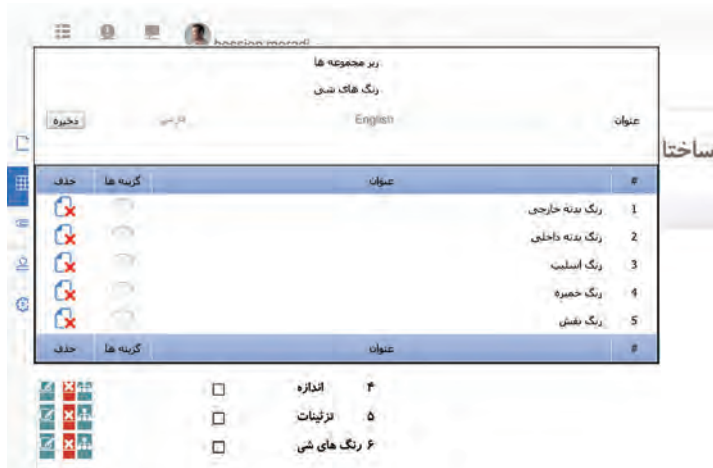 hossion moradi
زیر مجموعه ها
رنگ های شی
عنوان English فارسی ذخیره
ساختا
# عنوان گزینه ها حذف
1 رنگ بدنه خارجی
2 رنگ بدنه داخلی
3 رنگ اسلیپ
4 رنگ خمیره
5 رنگ نقش
# عنوان گزینه ها حذف
۴ اندازه
۵ تزئینات
۶ رنگ های شی